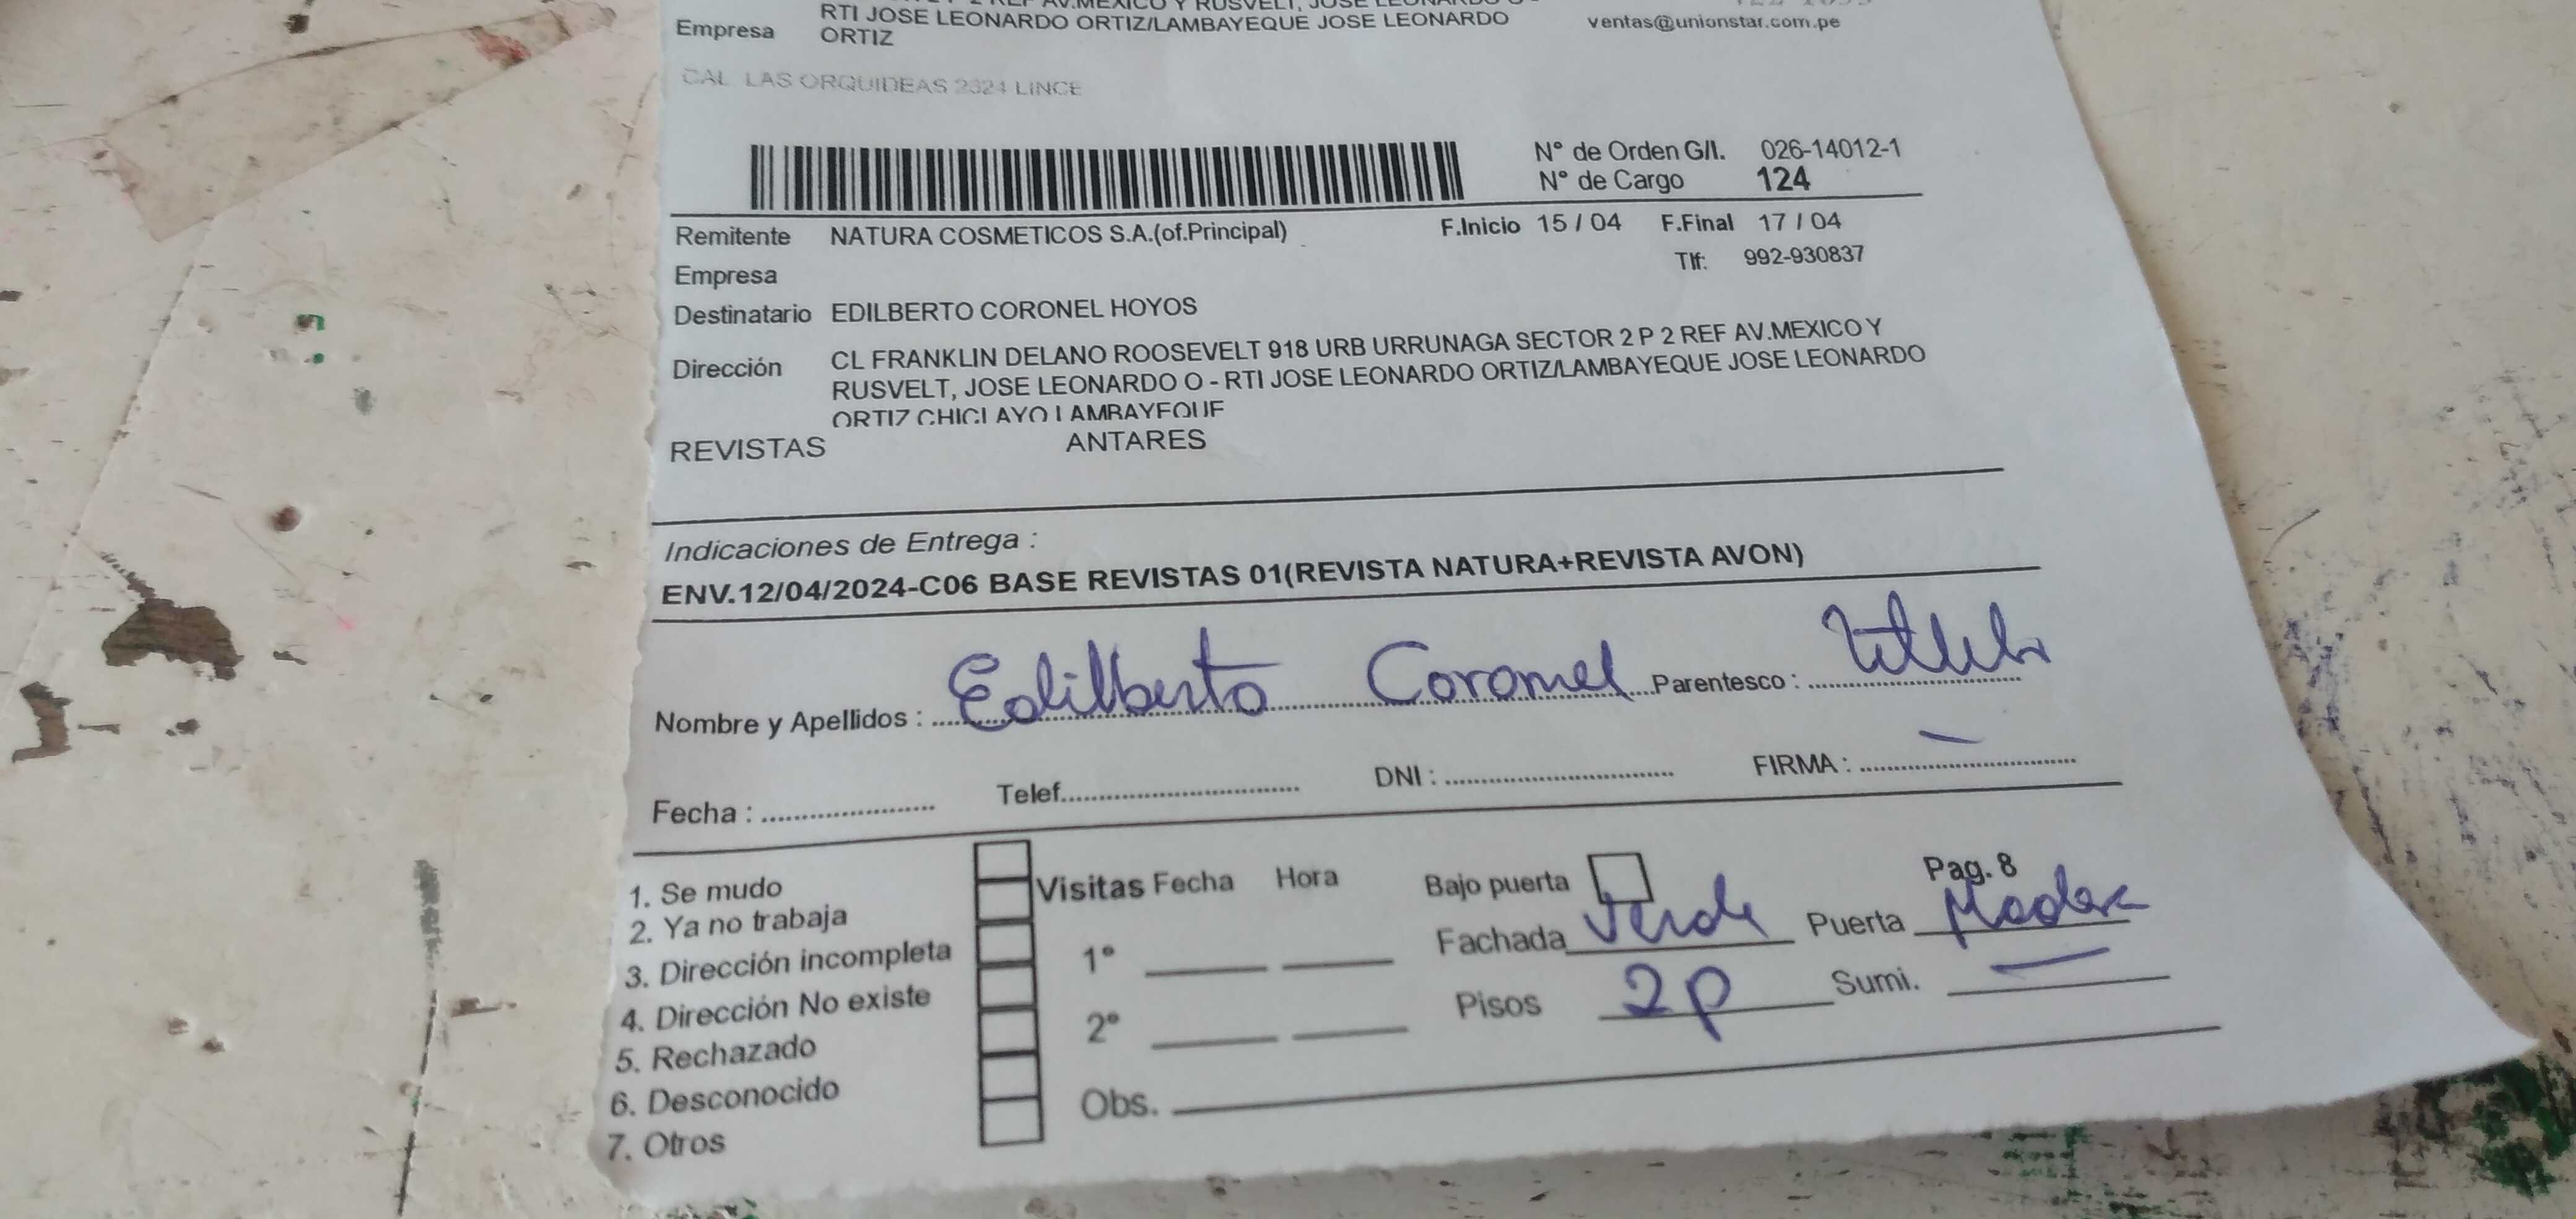 RTI JOSE LEONARDO ORTIZ/LAMBAYEQUE JOSE LEONARDO
Empresa ORTIZ
ventas@unionstar.com.pe
CAL LAS ORQUIDEAS 2324 LINCE
N° de Orden G/I. 026-14012-1
N° de Cargo 124
Remitente NATURA COSMETICOS S.A.(of.Principal) F.Inicio 15 / 04 F.Final 17 / 04
Empresa Tlf: 992-930837
Destinatario EDILBERTO CORONEL HOYOS
Dirección CL FRANKLIN DELANO ROOSEVELT 918 URB URRUNAGA SECTOR 2 P 2 REF AV.MEXICO Y
RUSVELT, JOSE LEONARDO O - RTI JOSE LEONARDO ORTIZ/LAMBAYEQUE JOSE LEONARDO
ORTIZ CHICLAYO LAMBAYEQUE
REVISTAS ANTARES
Indicaciones de Entrega :
ENV.12/04/2024-C06 BASE REVISTAS 01(REVISTA NATURA+REVISTA AVON)
Nombre y Apellidos : Edilberto Coronel Parentesco :
Fecha : Telef. DNI : FIRMA :
1. Se mudo
2. Ya no trabaja
3. Dirección incompleta
4. Dirección No existe
5. Rechazado
6. Desconocido
7. Otros
Visitas Fecha Hora
1°
2°
Obs.
Bajo puerta Pag. 8
Fachada Verde Puerta Madera
Pisos 2p Sumi.